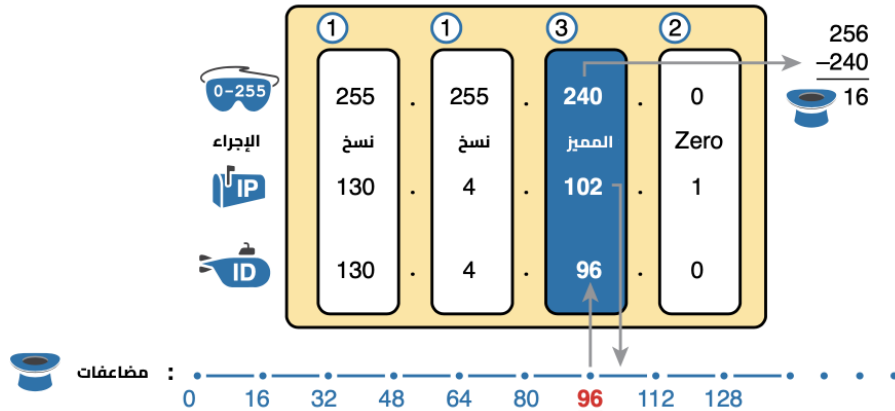 1 1 3 2
256
–240
16
0–255 255 . 255 . 240 . 0
الإجراء نسخ نسخ المميز Zero
IP 130 . 4 . 102 . 1
ID 130 . 4 . 96 . 0
مضاعفات :
0 16 32 48 64 80 96 112 128